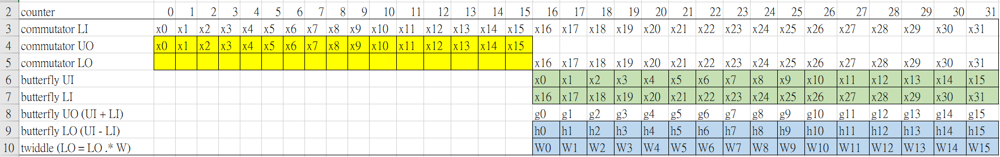 2 counter 0 1 2 3 4 5 6 7 8 9 10 11 12 13 14 15 16 17 18 19 20 21 22 23 24 25 26 27 28 29 30 31
3 commutator LI x0 x1 x2 x3 x4 x5 x6 x7 x8 x9 x10 x11 x12 x13 x14 x15 x16 x17 x18 x19 x20 x21 x22 x23 x24 x25 x26 x27 x28 x29 x30 x31
4 commutator UO x0 x1 x2 x3 x4 x5 x6 x7 x8 x9 x10 x11 x12 x13 x14 x15
5 commutator LO x16 x17 x18 x19 x20 x21 x22 x23 x24 x25 x26 x27 x28 x29 x30 x31
6 butterfly UI x0 x1 x2 x3 x4 x5 x6 x7 x8 x9 x10 x11 x12 x13 x14 x15
7 butterfly LI x16 x17 x18 x19 x20 x21 x22 x23 x24 x25 x26 x27 x28 x29 x30 x31
8 butterfly UO (UI + LI) g0 g1 g2 g3 g4 g5 g6 g7 g8 g9 g10 g11 g12 g13 g14 g15
9 butterfly LO (UI - LI) h0 h1 h2 h3 h4 h5 h6 h7 h8 h9 h10 h11 h12 h13 h14 h15
10 twiddle (LO = LO .* W) W0 W1 W2 W3 W4 W5 W6 W7 W8 W9 W10 W11 W12 W13 W14 W15